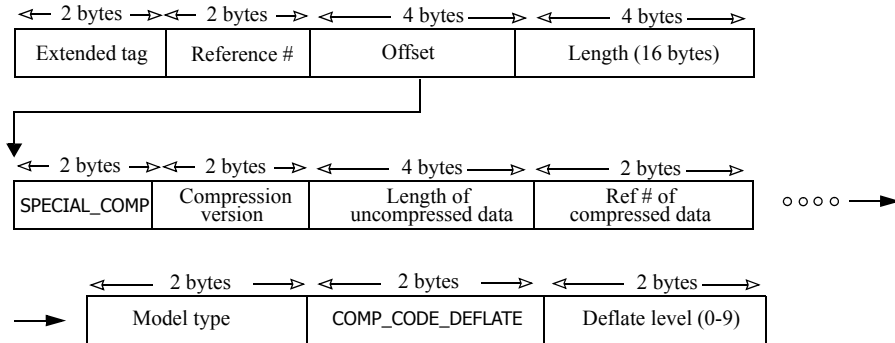 2 bytes 2 bytes 4 bytes 4 bytes
Extended tag Reference # Offset Length (16 bytes)
2 bytes 2 bytes 4 bytes 2 bytes
SPECIAL_COMP Compression version Length of uncompressed data Ref # of compressed data
2 bytes 2 bytes 2 bytes
Model type COMP_CODE_DEFLATE Deflate level (0-9)